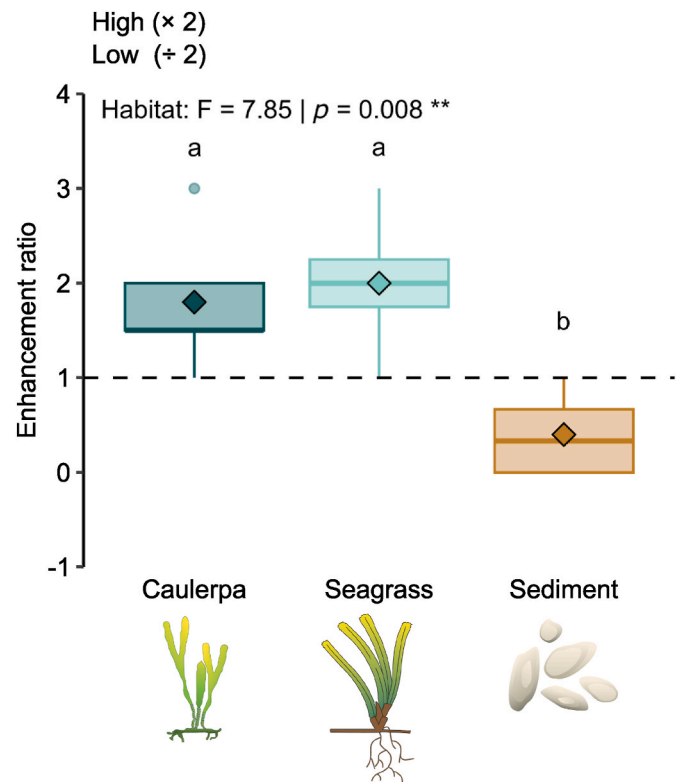 High (× 2)
Low (÷ 2)
Habitat: F = 7.85 | p = 0.008 **
a
a
b
Enhancement ratio
4
3
2
1
0
-1
Caulerpa
Seagrass
Sediment